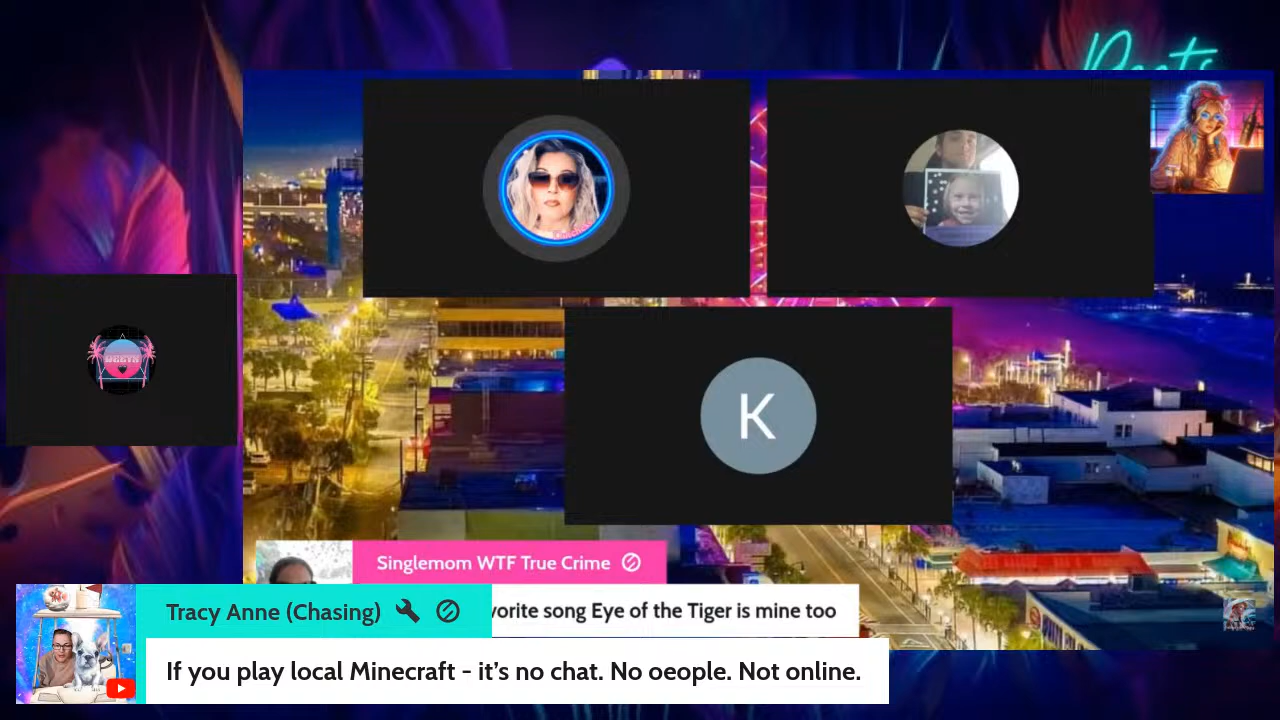 K
Singlemom WTF True Crime
Tracy Anne (Chasing)
song Eye of the Tiger is mine too
If you play local Minecraft - it's no chat. No oeople. Not online.